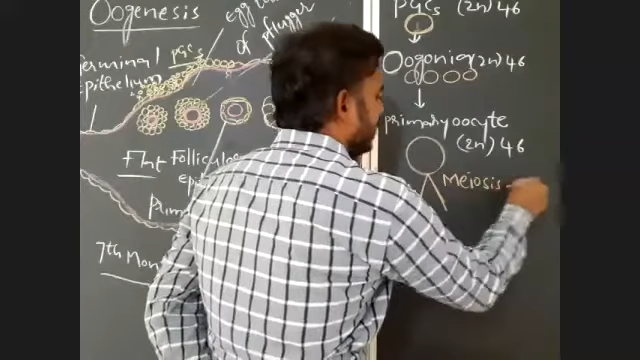 Oogenesis
egg
of pflugger
Germinal
epithelium
PGCs
Flat Follicular
7th Mon
PGCs (2n) 46
Oogonia (2n) 46
primary oocyte
(2n) 46
Meiosis -